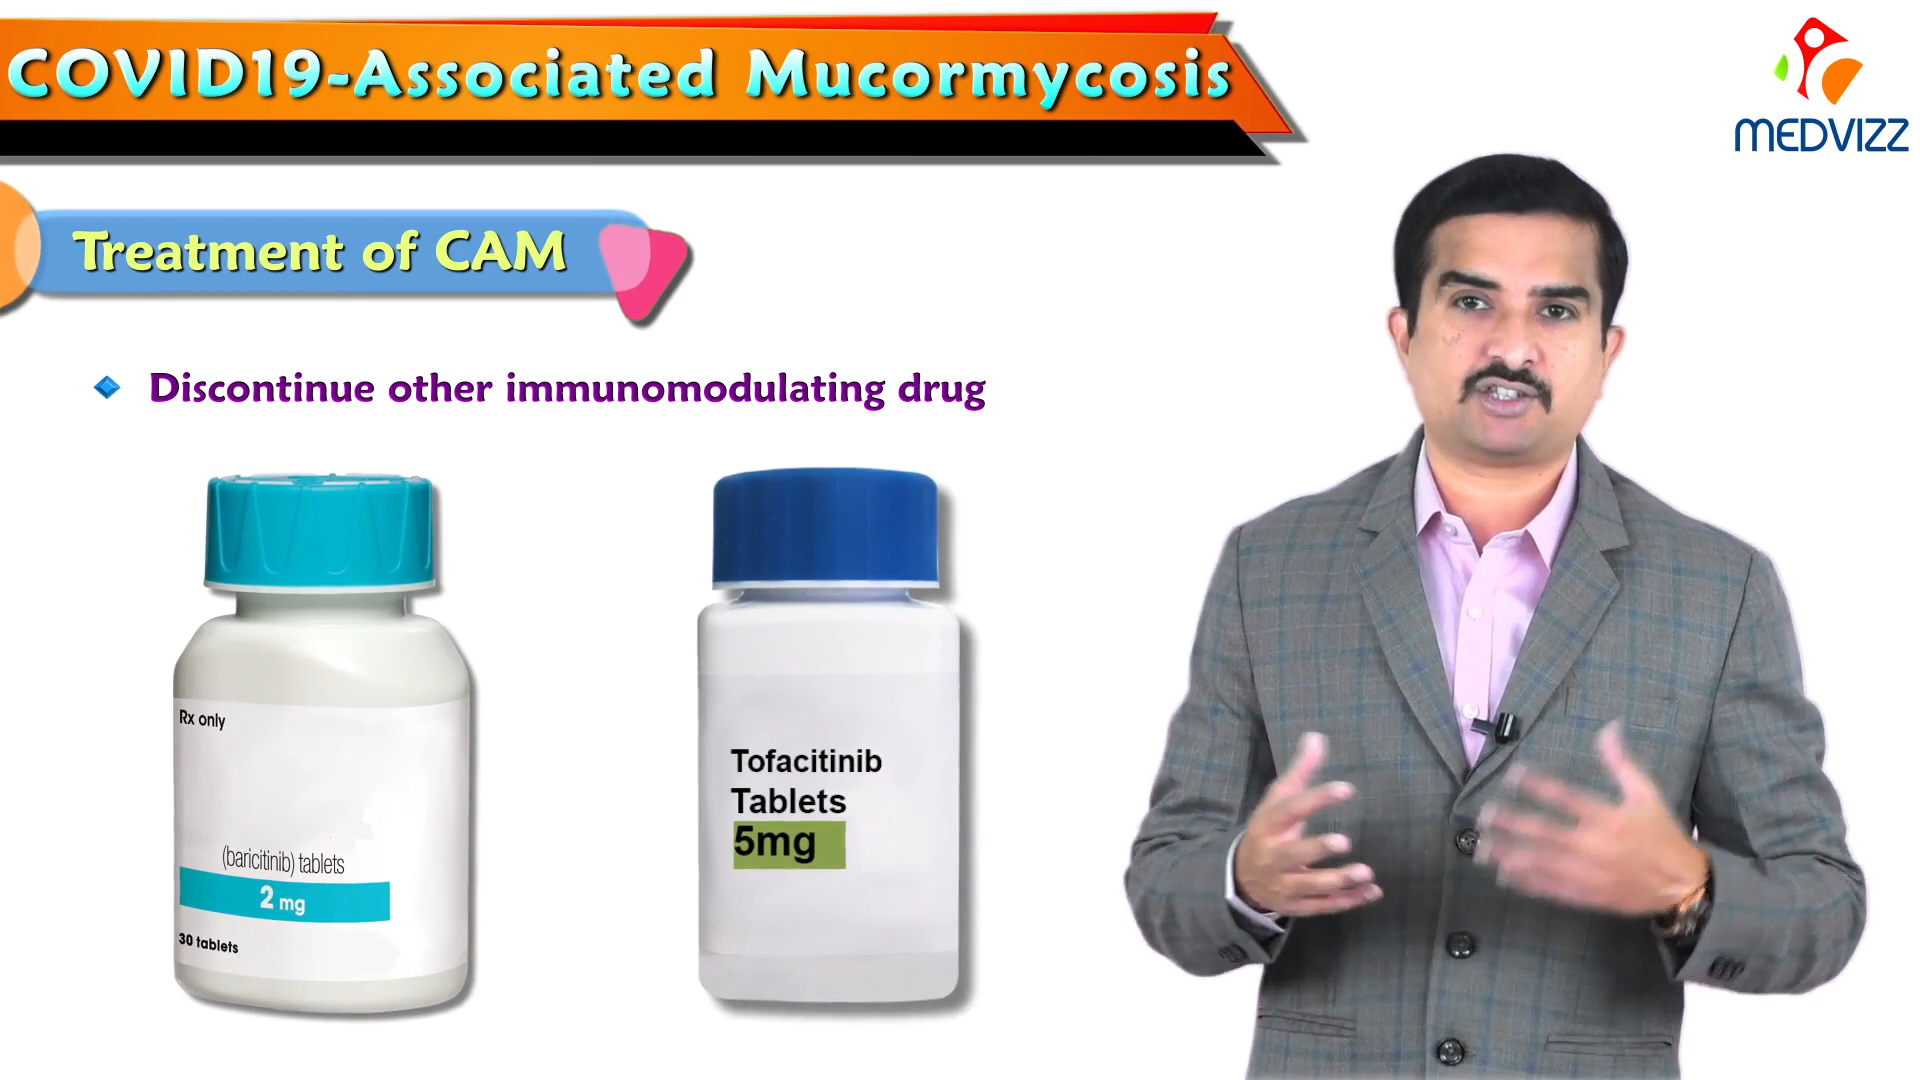 COVID19-Associated Mucormycosis
MEDVIZZ
Treatment of CAM
Discontinue other immunomodulating drug
Rx only
(baricitinib) tablets
2 mg
30 tablets
Tofacitinib
Tablets
5mg